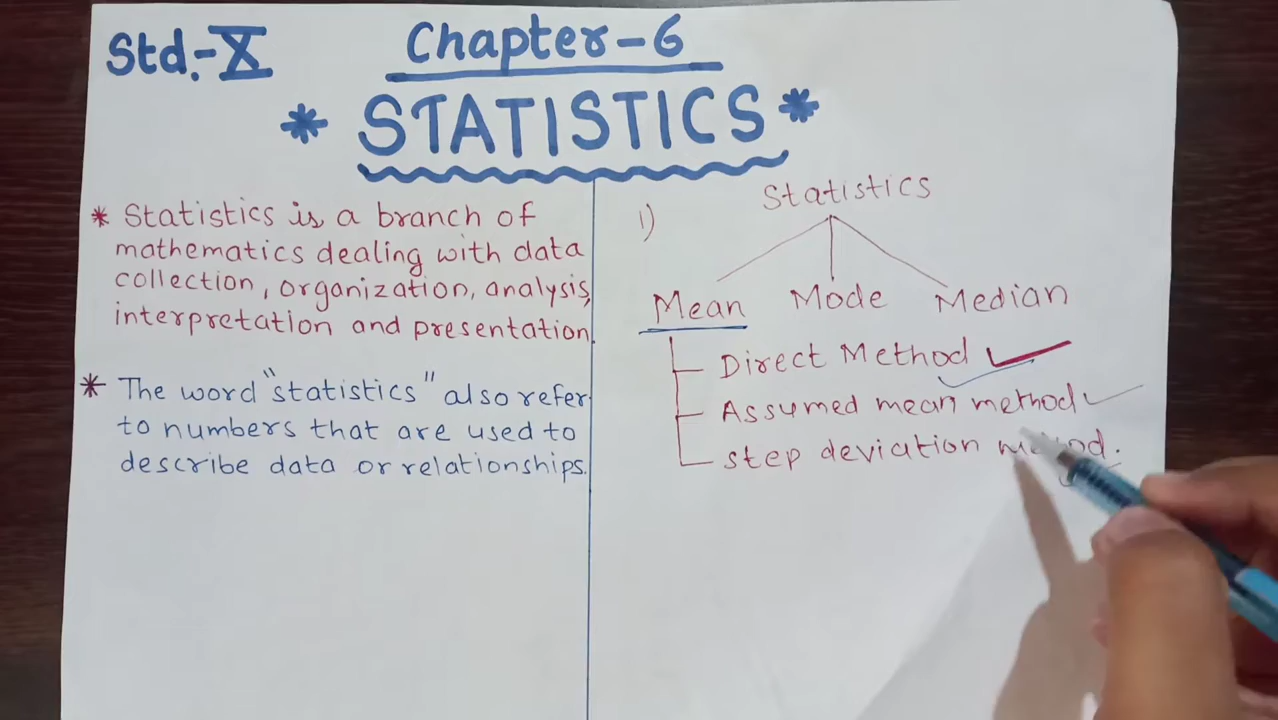 Std.-X
Chapter-6
* STATISTICS *
* Statistics is a branch of
mathematics dealing with data
collection, organization, analysis,
interpretation and presentation.
* The word "statistics" also refer
to numbers that are used to
describe data or relationships.
1) Statistics
Mean Mode Median
Direct Method
Assumed mean method
step deviation